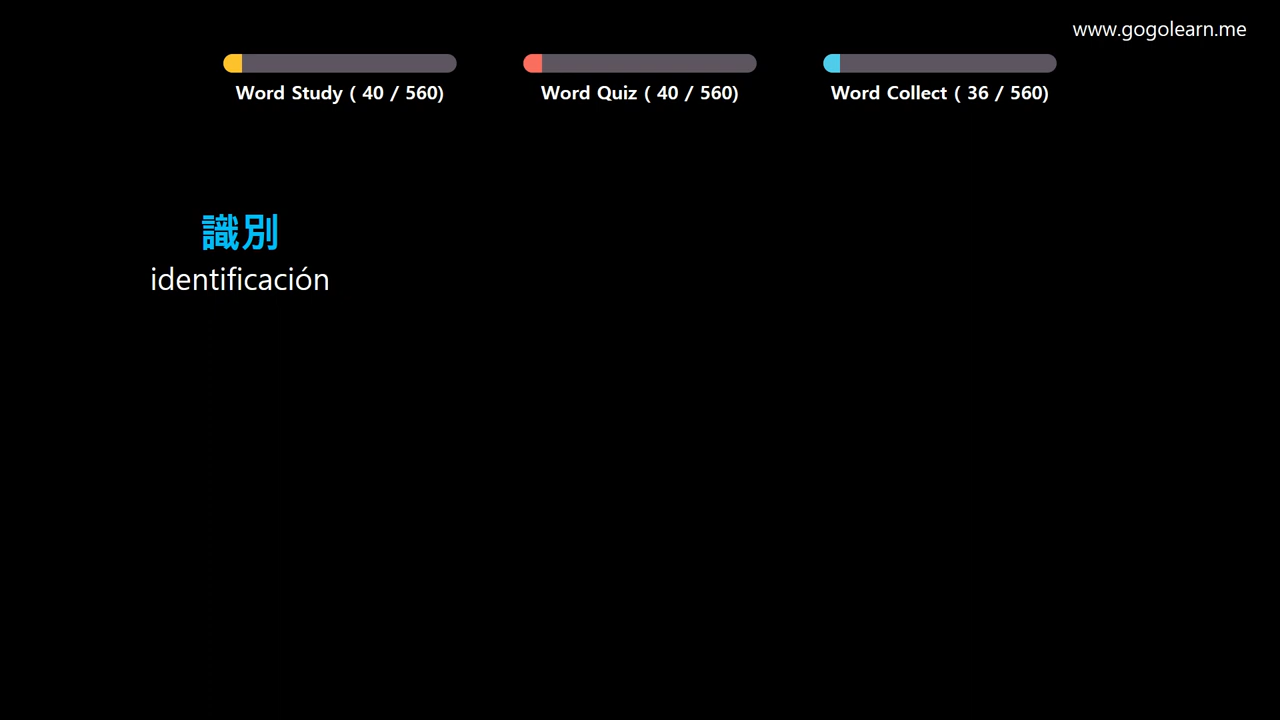 www.gogolearn.me
Word Study ( 40 / 560)
Word Quiz ( 40 / 560)
Word Collect ( 36 / 560)
識別
identificación